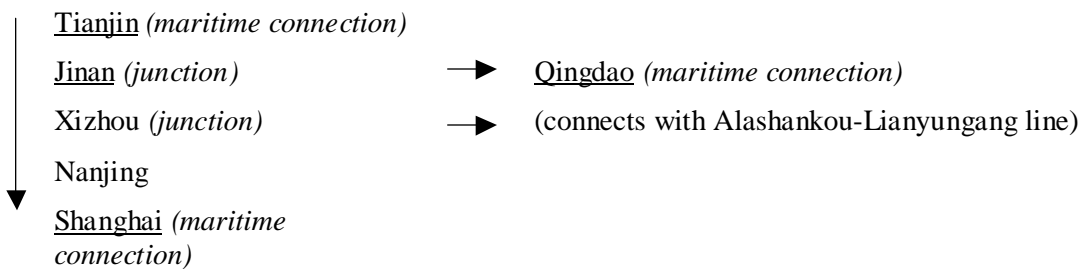 Tianjin (maritime connection)
Jinan (junction) Qingdao (maritime connection)
Xizhou (junction) (connects with Alashankou-Lianyungang line)
Nanjing
Shanghai (maritime
connection)